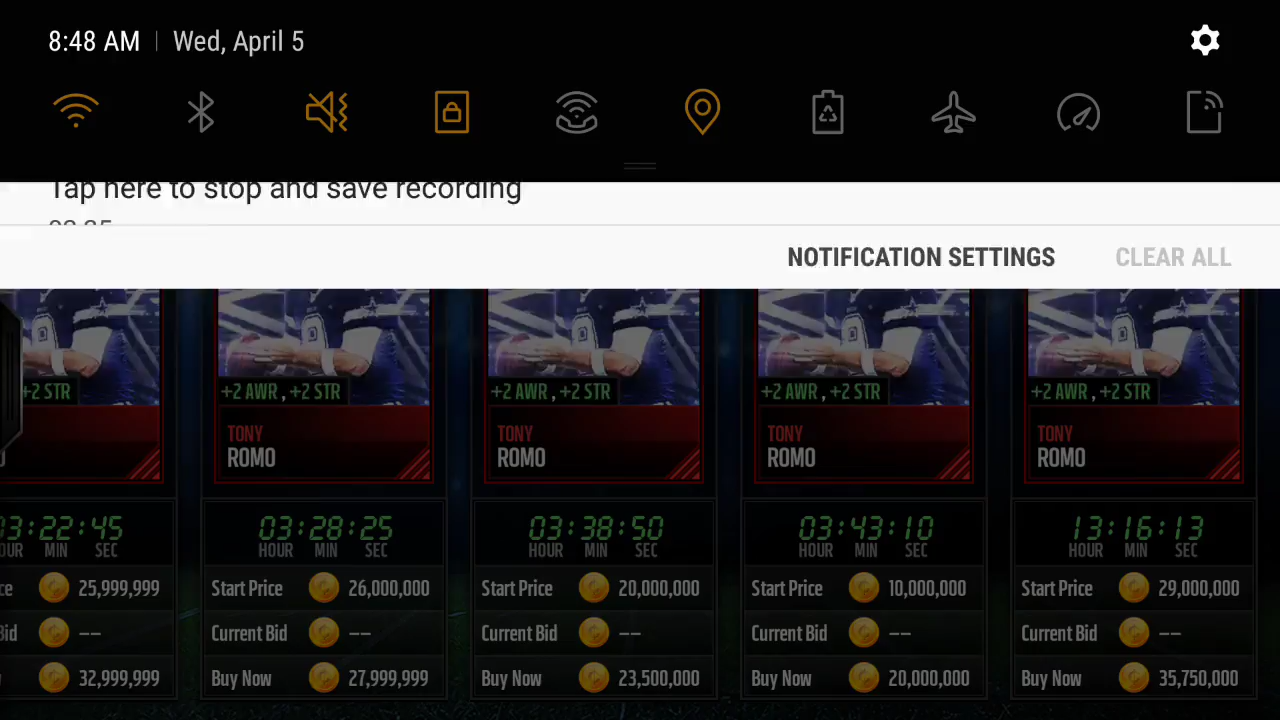 8:48 AM | Wed, April 5
Tap here to stop and save recording
NOTIFICATION SETTINGS CLEAR ALL
+2 STR +2 AWR , +2 STR +2 AWR , +2 STR +2 AWR , +2 STR +2 AWR , +2 STR
TONY TONY TONY TONY
ROMO ROMO ROMO ROMO
03:22:45 03:28:25 03:38:50 03:43:10 13:16:13
HOUR MIN SEC HOUR MIN SEC HOUR MIN SEC HOUR MIN SEC HOUR MIN SEC
25,999,999 Start Price 26,000,000 Start Price 20,000,000 Start Price 10,000,000 Start Price 29,000,000
Bid -- Current Bid -- Current Bid -- Current Bid -- Current Bid --
32,999,999 Buy Now 27,999,999 Buy Now 23,500,000 Buy Now 20,000,000 Buy Now 35,750,000